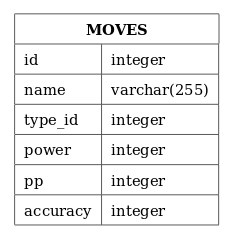 MOVES
id integer
name varchar(255)
type_id integer
power integer
pp integer
accuracy integer